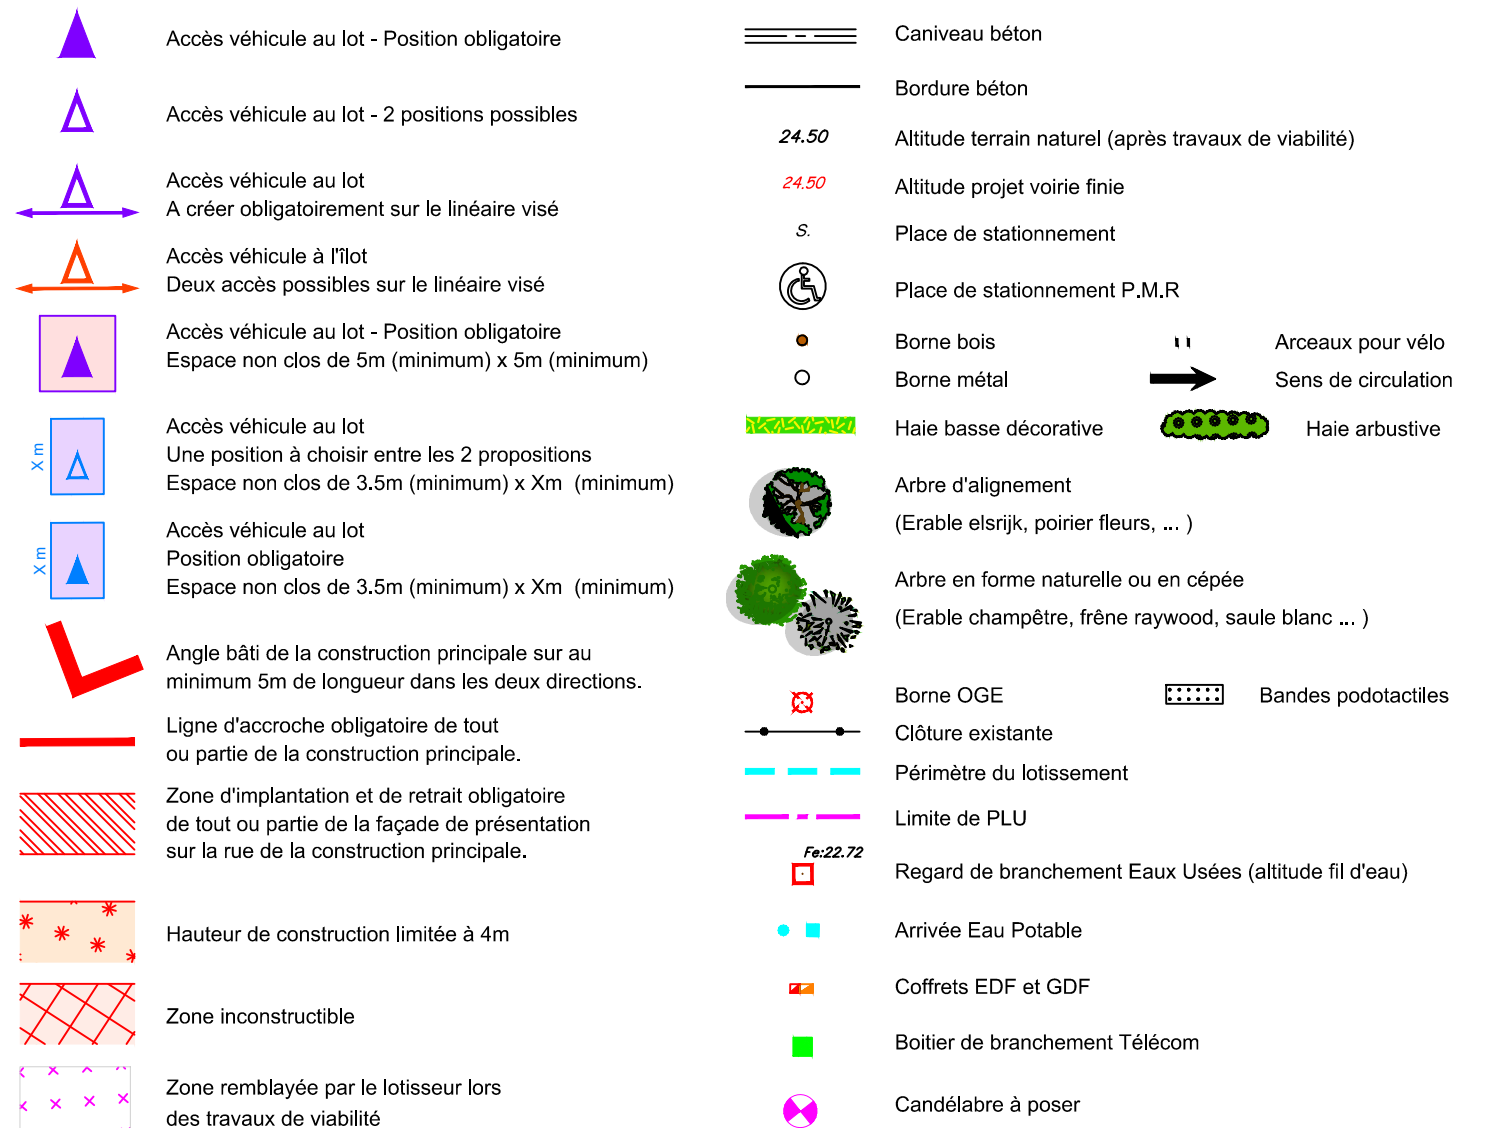 Accès véhicule au lot - Position obligatoire
Accès véhicule au lot - 2 positions possibles
Accès véhicule au lot
A créer obligatoirement sur le linéaire visé
Accès véhicule à l'îlot
Deux accès possibles sur le linéaire visé
Accès véhicule au lot - Position obligatoire
Espace non clos de 5m (minimum) x 5m (minimum)
X m
Accès véhicule au lot
Une position à choisir entre les 2 propositions
Espace non clos de 3.5m (minimum) x Xm (minimum)
X m
Accès véhicule au lot
Position obligatoire
Espace non clos de 3.5m (minimum) x Xm (minimum)
Angle bâti de la construction principale sur au
minimum 5m de longueur dans les deux directions.
Ligne d'accroche obligatoire de tout
ou partie de la construction principale.
Zone d'implantation et de retrait obligatoire
de tout ou partie de la façade de présentation
sur la rue de la construction principale.
Hauteur de construction limitée à 4m
Zone inconstructible
Zone remblayée par le lotisseur lors
des travaux de viabilité
Caniveau béton
Bordure béton
24.50 Altitude terrain naturel (après travaux de viabilité)
24.50 Altitude projet voirie finie
S. Place de stationnement
Place de stationnement P.M.R
Borne bois
Arceaux pour vélo
Borne métal
Sens de circulation
Haie basse décorative
Haie arbustive
Arbre d'alignement
(Erable elsrijk, poirier fleurs, ... )
Arbre en forme naturelle ou en cépée
(Erable champêtre, frêne raywood, saule blanc ... )
Borne OGE
Bandes podotactiles
Clôture existante
Périmètre du lotissement
Limite de PLU
Fe:22.72
Regard de branchement Eaux Usées (altitude fil d'eau)
Arrivée Eau Potable
Coffrets EDF et GDF
Boitier de branchement Télécom
Candélabre à poser